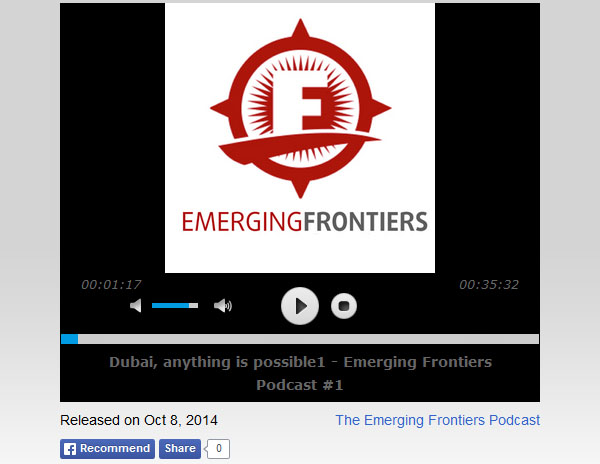 E
EMERGINGFRONTIERS
00:01:17
00:35:32
Dubai, anything is possible1 - Emerging Frontiers
Podcast #1
Released on Oct 8, 2014
The Emerging Frontiers Podcast
f Recommend
Share
0